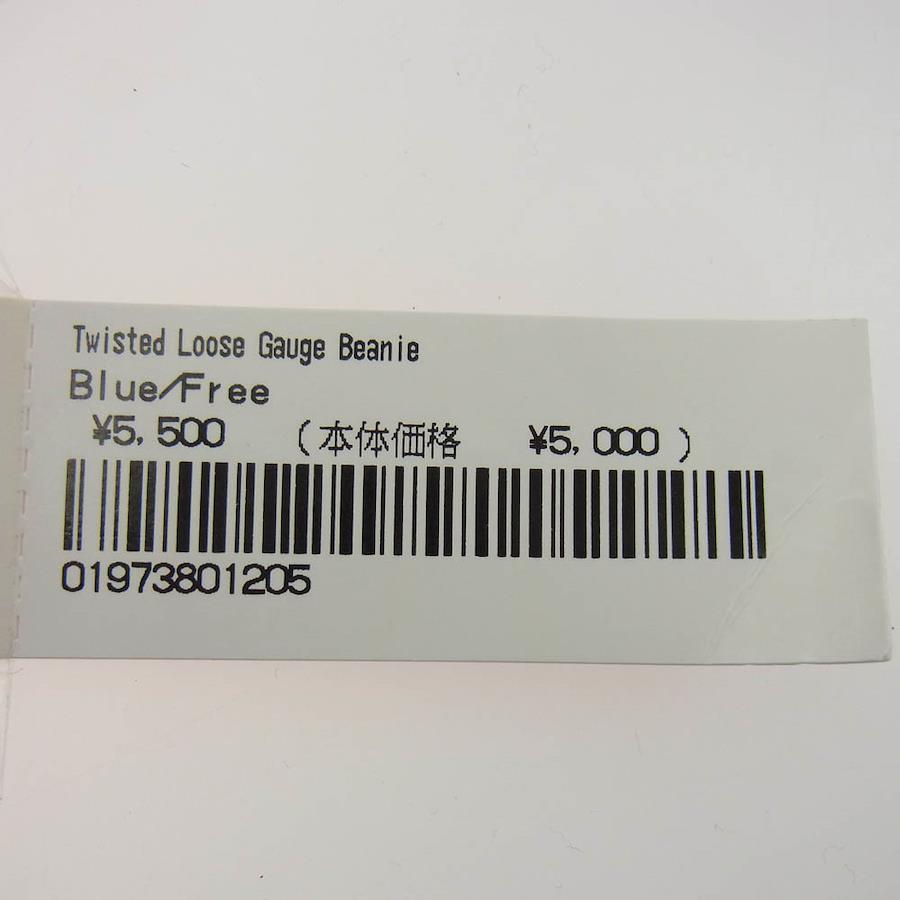 Twisted Loose Gauge Beanie
Blue/Free
¥5,500 (本体価格 ¥5,000 )
01973801205